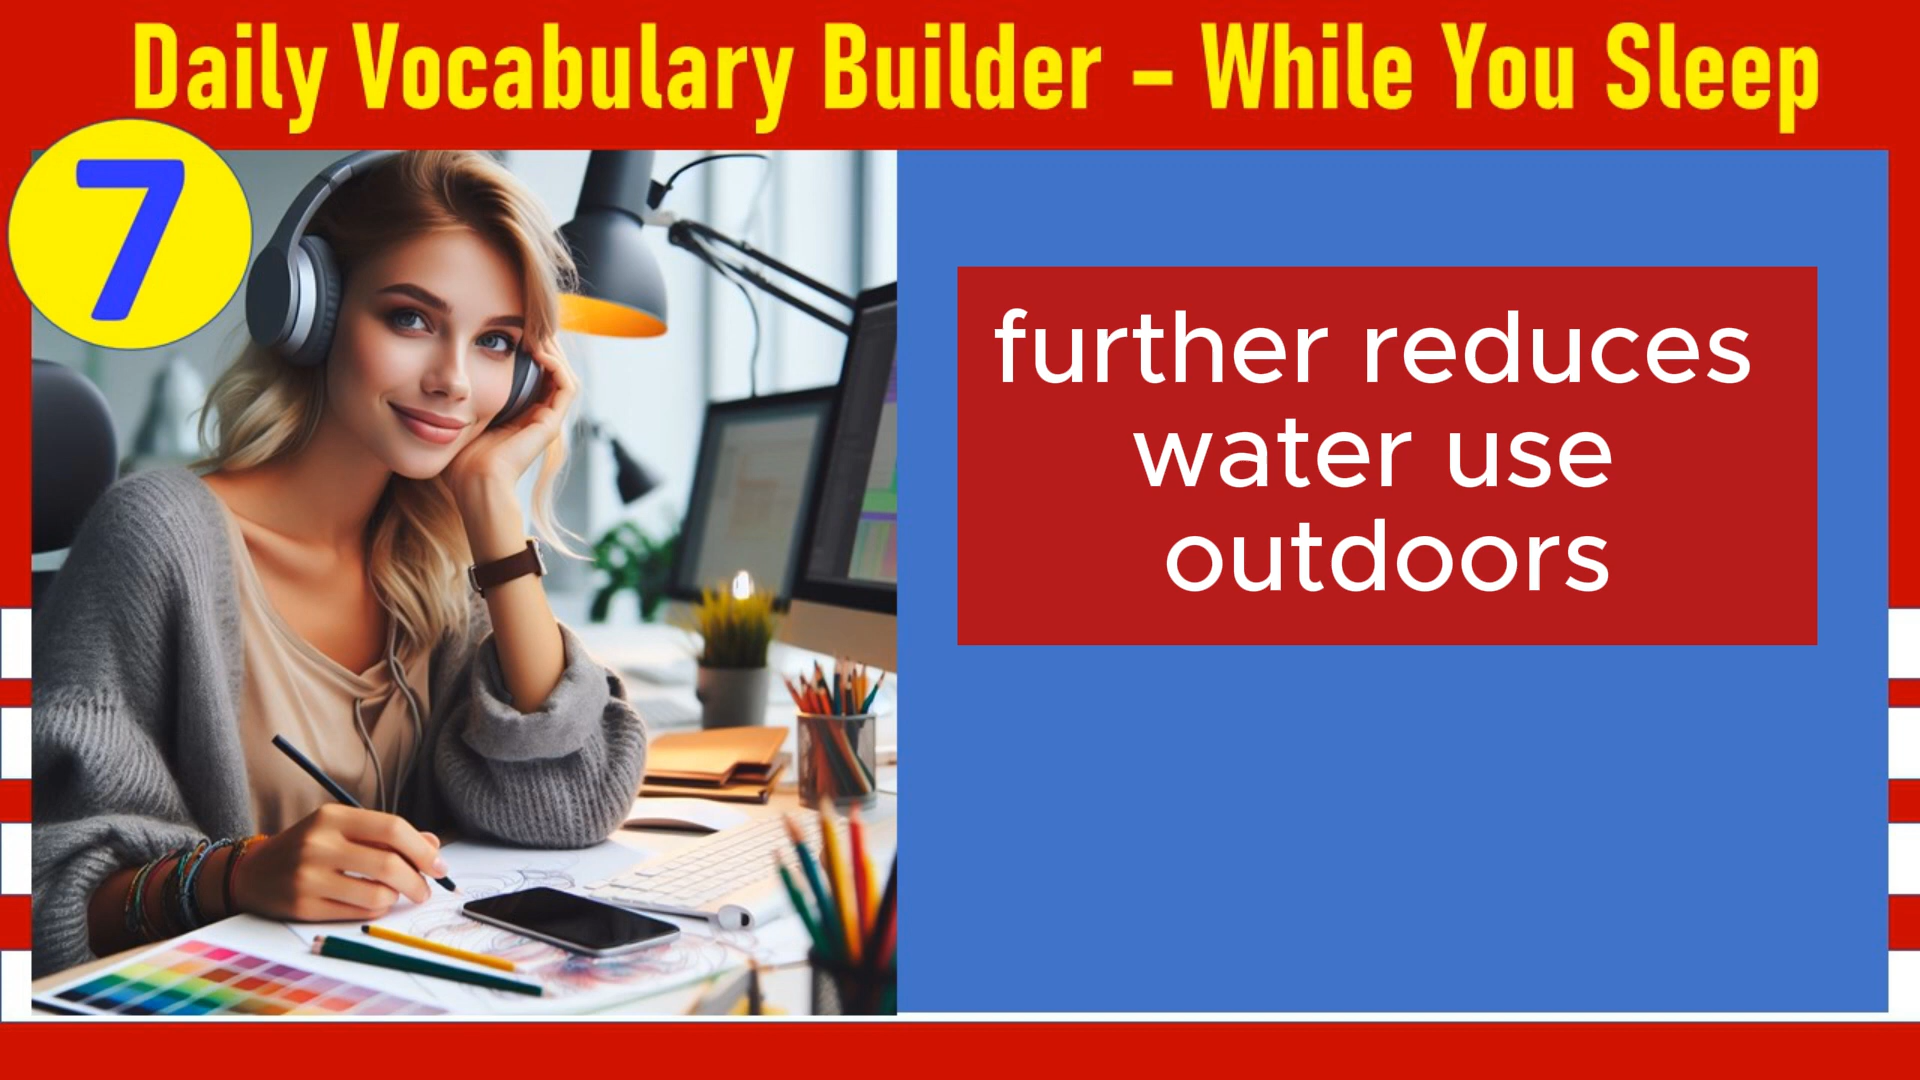 Daily Vocabulary Builder – While You Sleep
7
further reduces
water use
outdoors